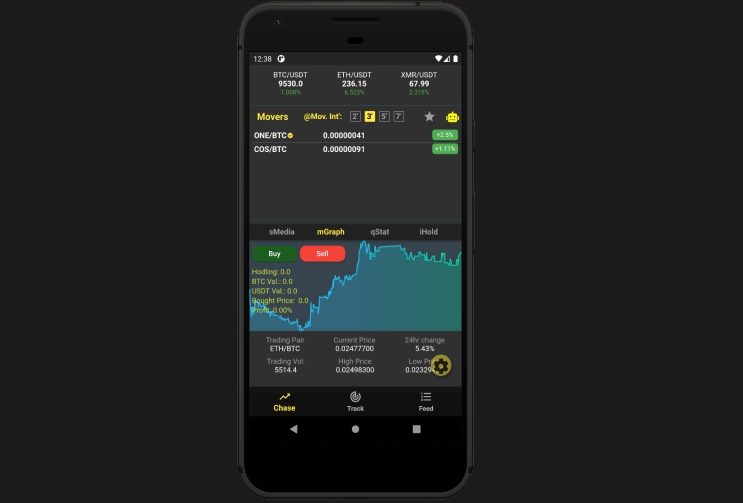 12:38
BTC/USDT ETH/USDT XMR/USDT
9530.0 236.15 67.99
1.008% 6.523% 2.318%
Movers @Mov. Int': 2' 3' 5' 7'
ONE/BTC 0.00000041 +2.5%
COS/BTC 0.00000091 +1.11%
sMedia mGraph qStat iHold
Buy Sell
Hodling: 0.0
BTC Val.: 0.0
USDT Val.: 0.0
Bought Price: 0.0
Profit: 0.00%
Trading Pair Current Price 24hr change
ETH/BTC 0.02477700 5.43%
Trading Vol. High Price Low Pri
5514.4 0.02498300 0.0232
Chase Track Feed